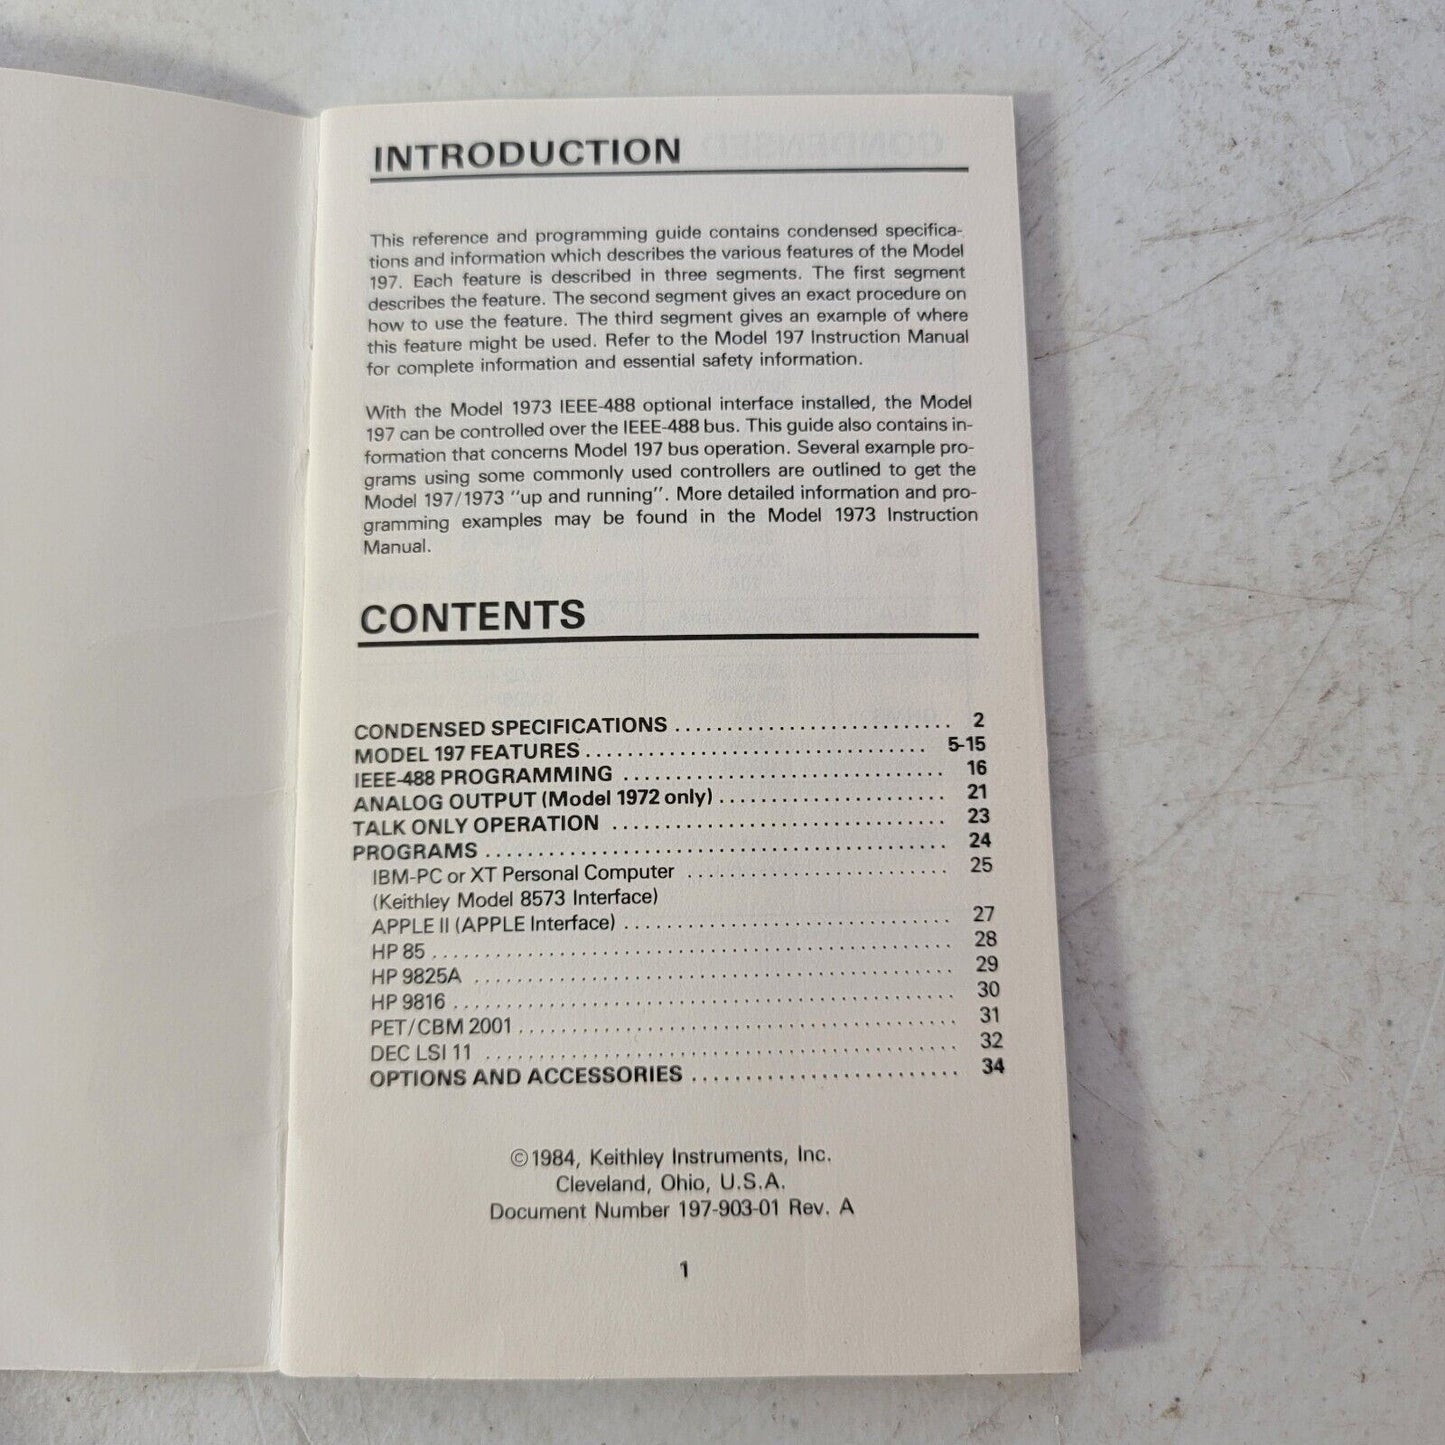 INTRODUCTION
This reference and programming guide contains condensed specifica-
tions and information which describes the various features of the Model
197. Each feature is described in three segments. The first segment
describes the feature. The second segment gives an exact procedure on
how to use the feature. The third segment gives an example of where
this feature might be used. Refer to the Model 197 Instruction Manual
for complete information and essential safety information.
With the Model 1973 IEEE-488 optional interface installed, the Model
197 can be controlled over the IEEE-488 bus. This guide also contains in-
formation that concerns Model 197 bus operation. Several example pro-
grams using some commonly used controllers are outlined to get the
Model 197/1973 "up and running". More detailed information and pro-
gramming examples may be found in the Model 1973 Instruction
Manual.
CONTENTS
CONDENSED SPECIFICATIONS ........................... 2
MODEL 197 FEATURES ................................. 5-15
IEEE-488 PROGRAMMING ............................... 16
ANALOG OUTPUT (Model 1972 only) ...................... 21
TALK ONLY OPERATION ................................ 23
PROGRAMS ............................................ 24
IBM-PC or XT Personal Computer ......................... 25
(Keithley Model 8573 Interface)
APPLE II (APPLE Interface) ................................ 27
HP 85 .................................................. 28
HP 9825A .............................................. 29
HP 9816 ................................................ 30
PET/CBM 2001 .......................................... 31
DEC LSI 11 ............................................. 32
OPTIONS AND ACCESSORIES .......................... 34
©1984, Keithley Instruments, Inc.
Cleveland, Ohio, U.S.A.
Document Number 197-903-01 Rev. A
1